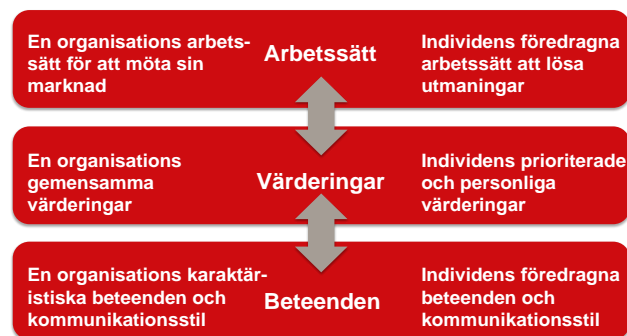 En organisations arbets-
sätt för att möta sin
marknad
Arbetssätt
Individens föredragna
arbetssätt att lösa
utmaningar
En organisations
gemensamma
värderingar
Värderingar
Individens prioriterade
och personliga
värderingar
En organisations karaktär-
istiska beteenden och
kommunikationsstil
Beteenden
Individens föredragna
beteenden och
kommunikationsstil